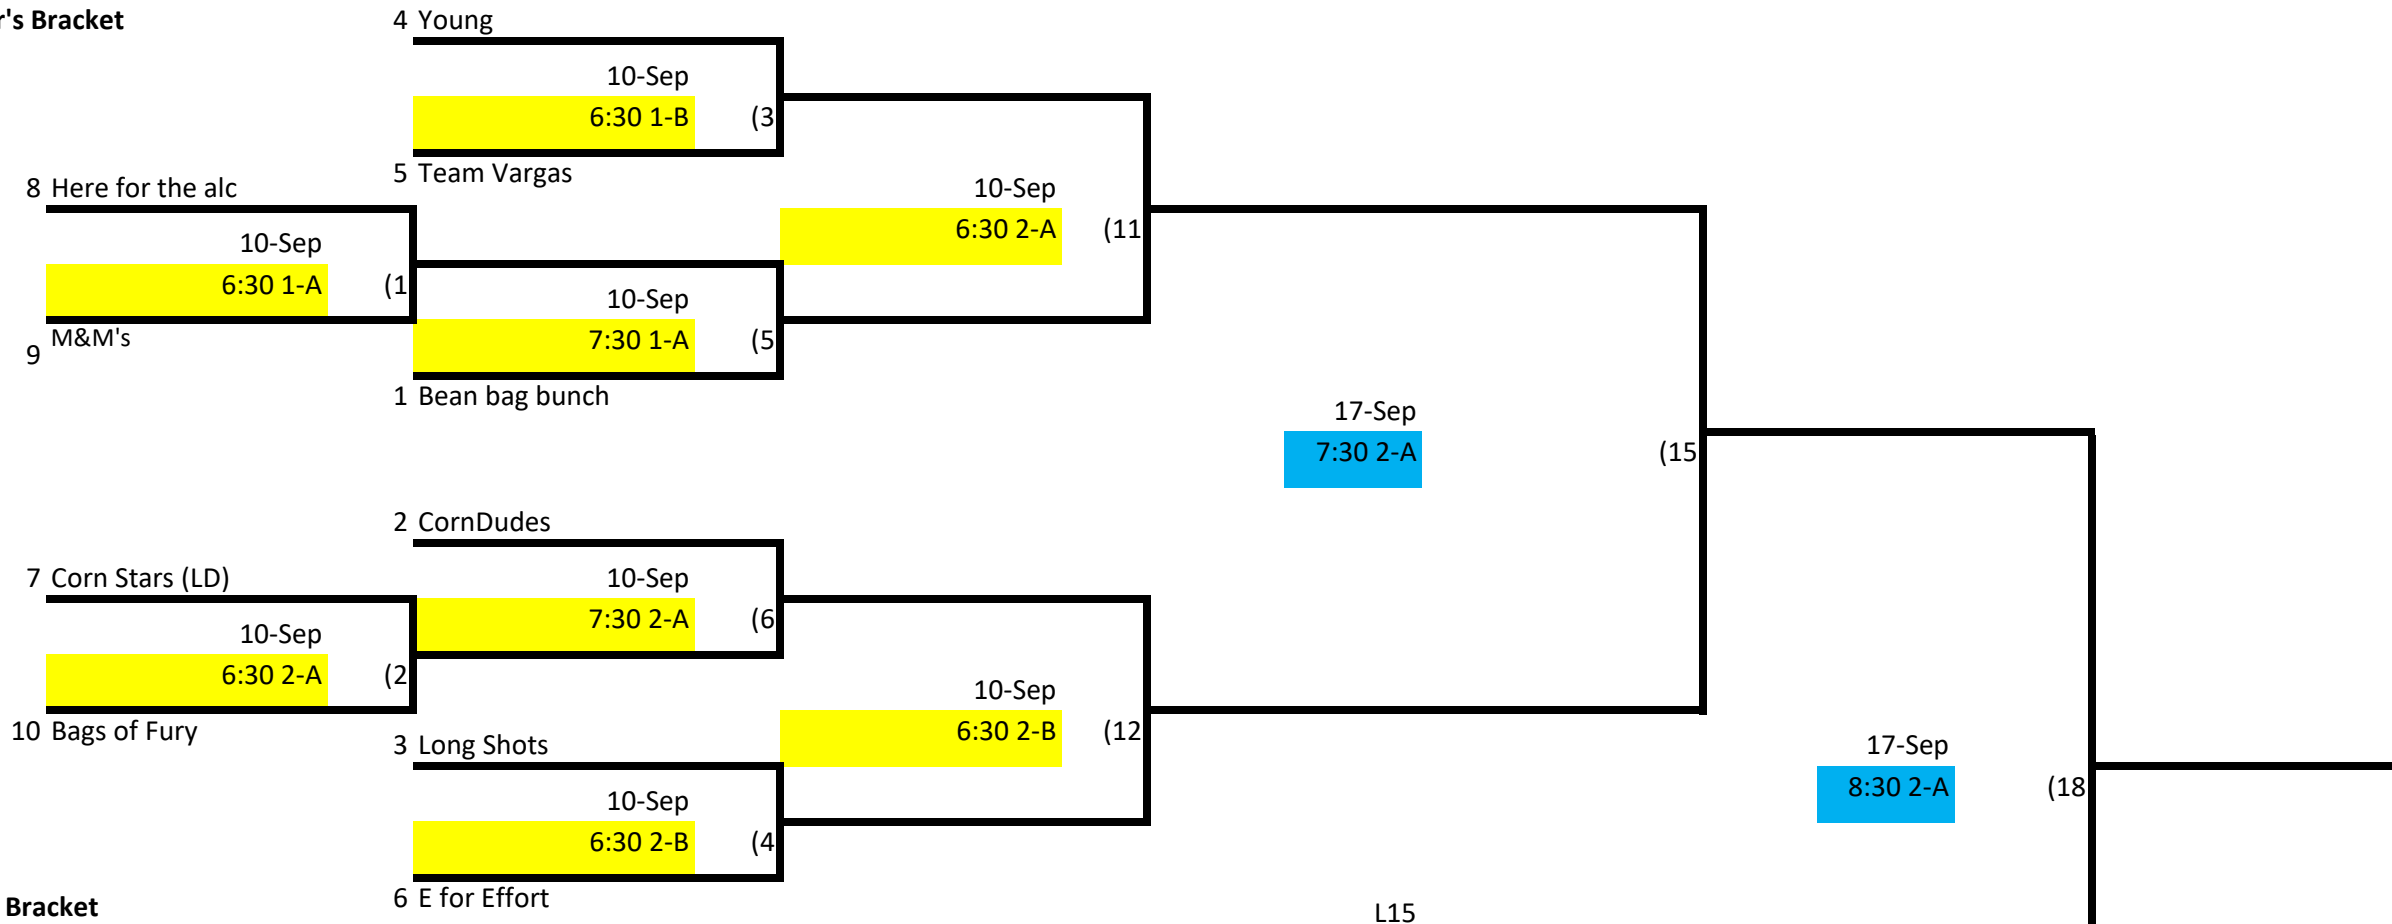 r's Bracket
4 Young
10-Sep
6:30 1-B (3
5 Team Vargas
8 Here for the alc
10-Sep
6:30 2-A (11
10-Sep
6:30 1-A (1
10-Sep
7:30 1-A (5
9 M&M's
1 Bean bag bunch
17-Sep
7:30 2-A (15
2 CornDudes
7 Corn Stars (LD)
10-Sep
7:30 2-A (6
10-Sep
6:30 2-A (2
10-Sep
6:30 2-B (12
10 Bags of Fury
3 Long Shots
17-Sep
8:30 2-A (18
10-Sep
6:30 2-B (4
6 E for Effort
Bracket
L15